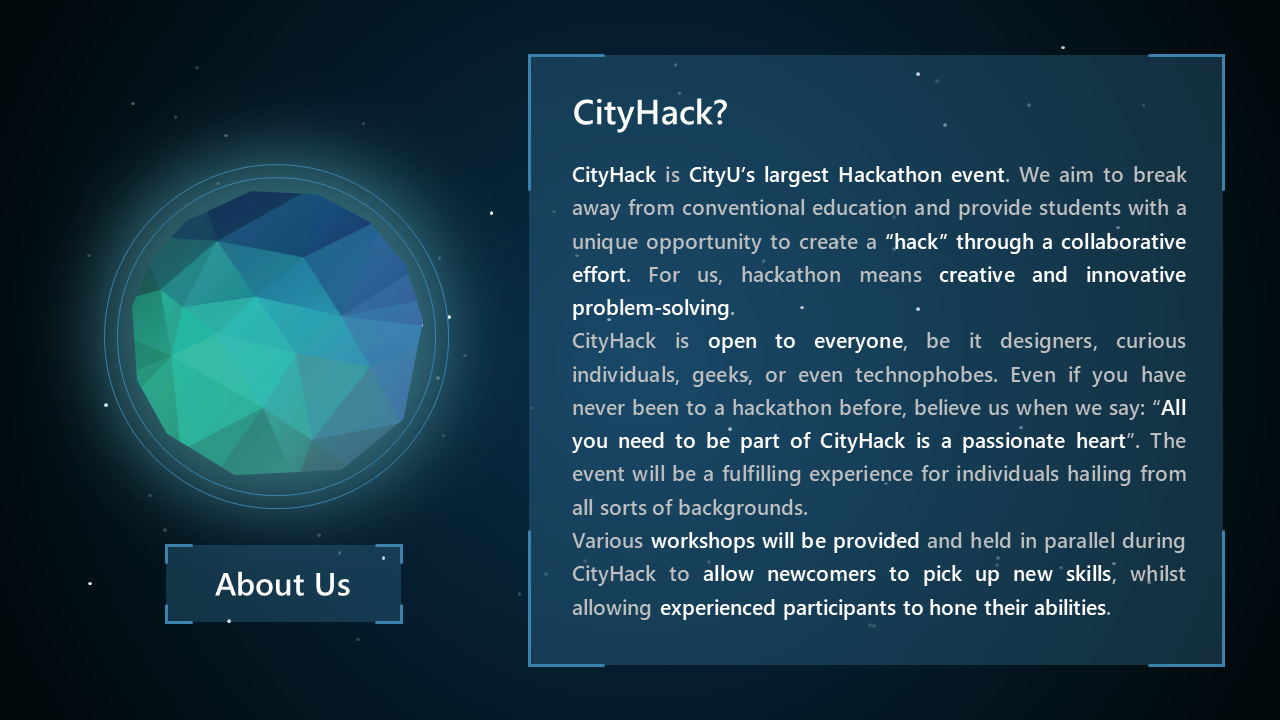 CityHack?
CityHack is CityU’s largest Hackathon event. We aim to break
away from conventional education and provide students with a
unique opportunity to create a “hack” through a collaborative
effort. For us, hackathon means creative and innovative
problem-solving.
CityHack is open to everyone, be it designers, curious
individuals, geeks, or even technophobes. Even if you have
never been to a hackathon before, believe us when we say: “All
you need to be part of CityHack is a passionate heart”. The
event will be a fulfilling experience for individuals hailing from
all sorts of backgrounds.
Various workshops will be provided and held in parallel during
CityHack to allow newcomers to pick up new skills, whilst
allowing experienced participants to hone their abilities.
About Us